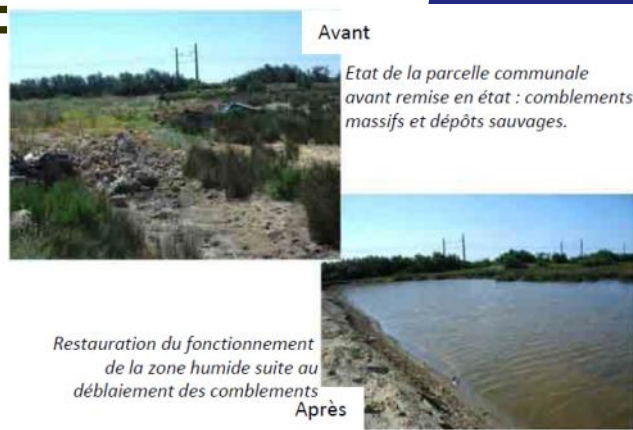 Avant
Etat de la parcelle communale
avant remise en état : comblements
massifs et dépôts sauvages.
Restauration du fonctionnement
de la zone humide suite au
déblaiement des comblements
Après